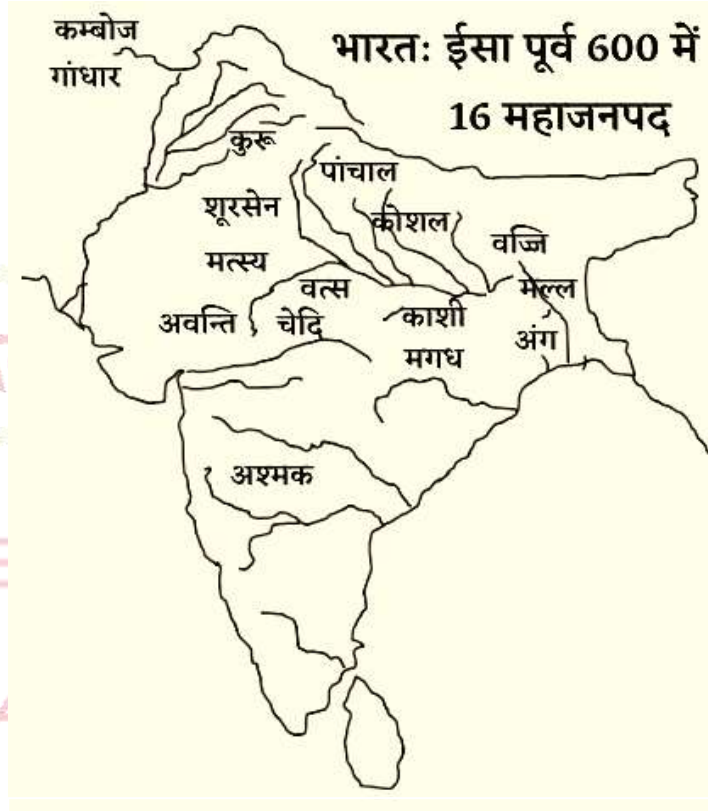 भारत: ईसा पूर्व 600 में
16 महाजनपद
कम्बोज
गांधार
कुरू
पांचाल
शूरसेन
कोशल
वज्जि
मत्स्य
वत्स
मल्ल
अवन्ति
चेदि
काशी
अंग
मगध
अश्मक